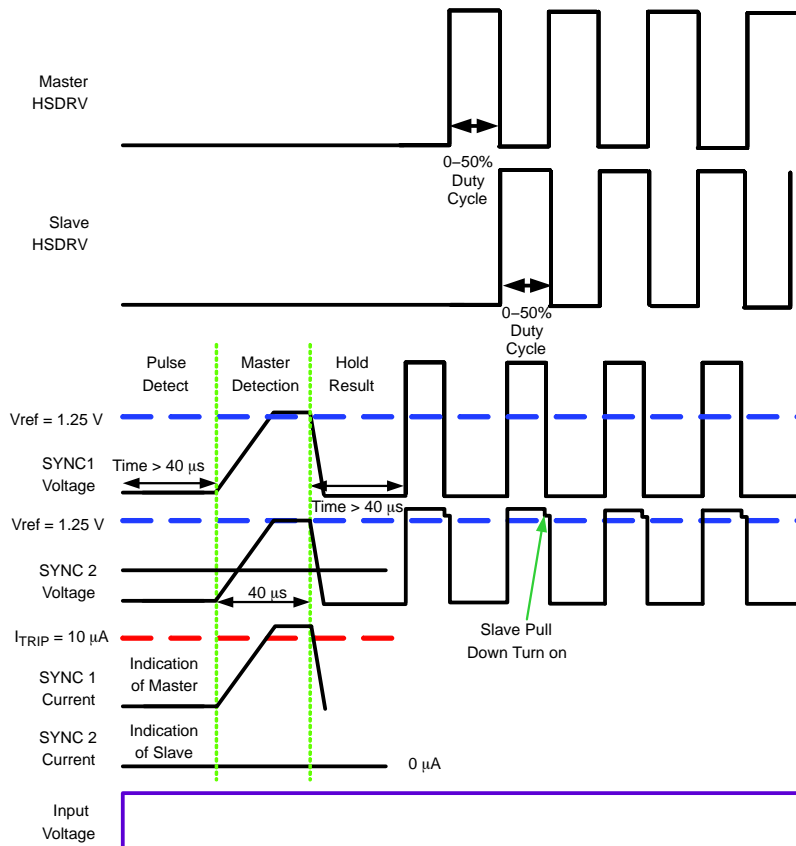 Master
HSDRV
0–50%
Duty
Cycle
Slave
HSDRV
0–50%
Duty
Cycle
Pulse
Detect
Master
Detection
Hold
Result
Vref = 1.25 V
SYNC1
Voltage
Time > 40 μs
Time > 40 μs
Vref = 1.25 V
SYNC 2
Voltage
40 μs
Slave Pull
Down Turn on
ITRIP = 10 μA
SYNC 1
Current
Indication
of Master
SYNC 2
Current
Indication
of Slave
0 μA
Input
Voltage